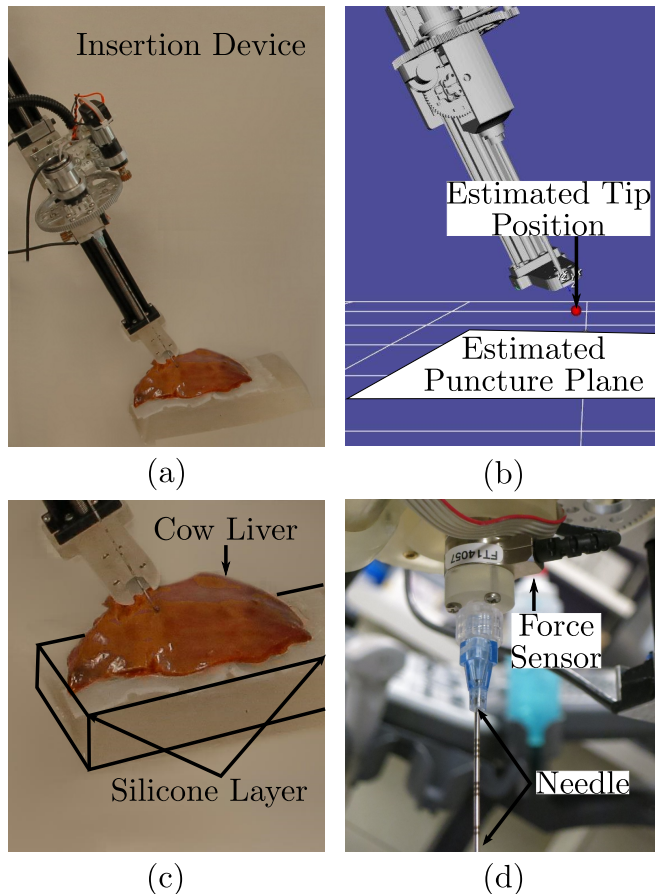 Insertion Device
(a)
Estimated Tip
Position
Estimated
Puncture Plane
(b)
Cow Liver
Silicone Layer
(c)
FT14057
Force
Sensor
Needle
(d)